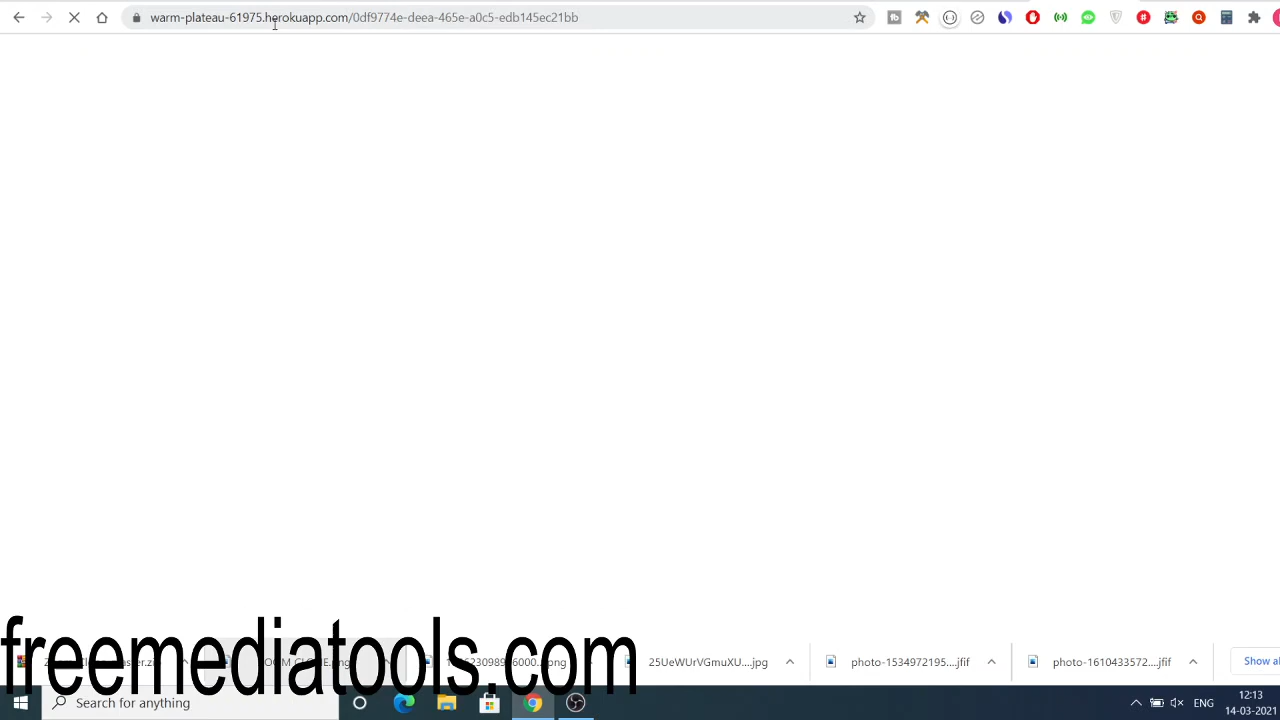 warm-plateau-61975.herokuapp.com/0df9774e-deea-465e-a0c5-edb145ec21bb
freemediatools.com
25UeWUrVGmuXU....jpg
photo-1534972195....jfif
photo-1610433572....jfif
Show al
Search for anything
ENG
12:13
14-03-2021